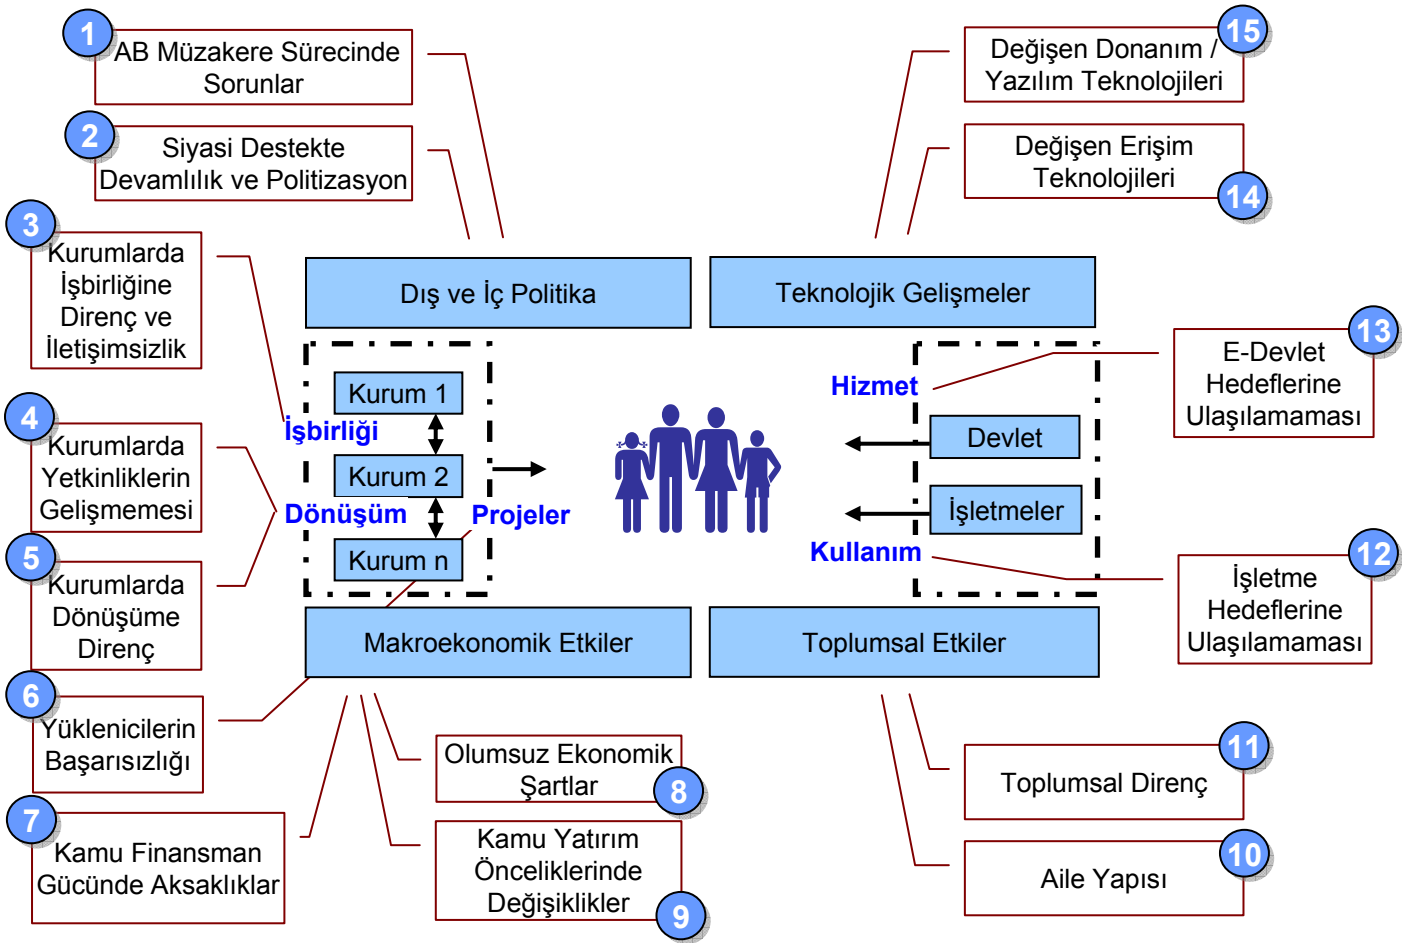 1
AB Müzakere Sürecinde
Sorunlar
2
Siyasi Destekte
Devamlılık ve Politizasyon
3
Kurumlarda
İşbirliğine
Direnç ve
İletişimsizlik
4
Kurumlarda
Yetkinliklerin
Gelişmemesi
5
Kurumlarda
Dönüşüme
Direnç
6
Yüklenicilerin
Başarısızlığı
7
Kamu Finansman
Gücünde Aksaklıklar
Olumsuz Ekonomik
Şartlar
8
Kamu Yatırım
Önceliklerinde
Değişiklikler
9
Dış ve İç Politika
Teknolojik Gelişmeler
Kurum 1
İşbirliği
Kurum 2
Dönüşüm
Projeler
Kurum n
Hizmet
Devlet
İşletmeler
Kullanım
Makroekonomik Etkiler
Toplumsal Etkiler
15
Değişen Donanım /
Yazılım Teknolojileri
Değişen Erişim
Teknolojileri
14
13
E-Devlet
Hedeflerine
Ulaşılamaması
12
İşletme
Hedeflerine
Ulaşılamaması
11
Toplumsal Direnç
10
Aile Yapısı